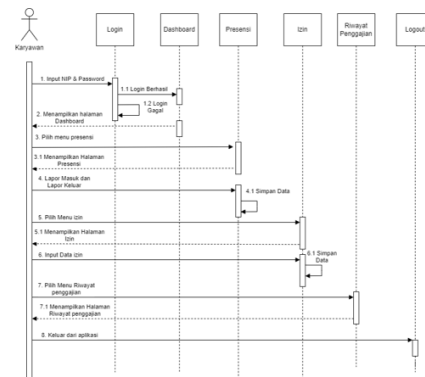 Karyawan
Login
Dashboard
Presensi
Izin
Riwayat
Penggajian
Logout
1. Input NIP & Password
1.1 Login Berhasil
1.2 Login
Gagal
2. Menampilkan halaman
Dashboard
3. Pilih menu presensi
3.1 Menampilkan Halaman
Presensi
4. Lapor Masuk dan
Lapor Keluar
4.1 Simpan Data
5. Pilih Menu izin
5.1 Menampilkan Halaman
Izin
6. Input Data izin
6.1 Simpan
Data
7. Pilih Menu Riwayat
penggajian
7.1 Menampilkan Halaman
Riwayat penggajian
8. Keluar dari aplikasi